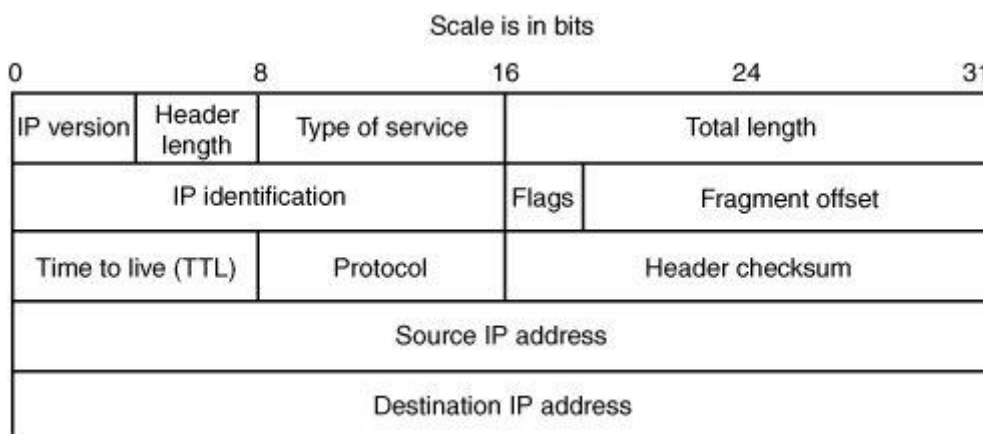 Scale is in bits
0 8 16 24 31
IP version Header length Type of service Total length
IP identification Flags Fragment offset
Time to live (TTL) Protocol Header checksum
Source IP address
Destination IP address